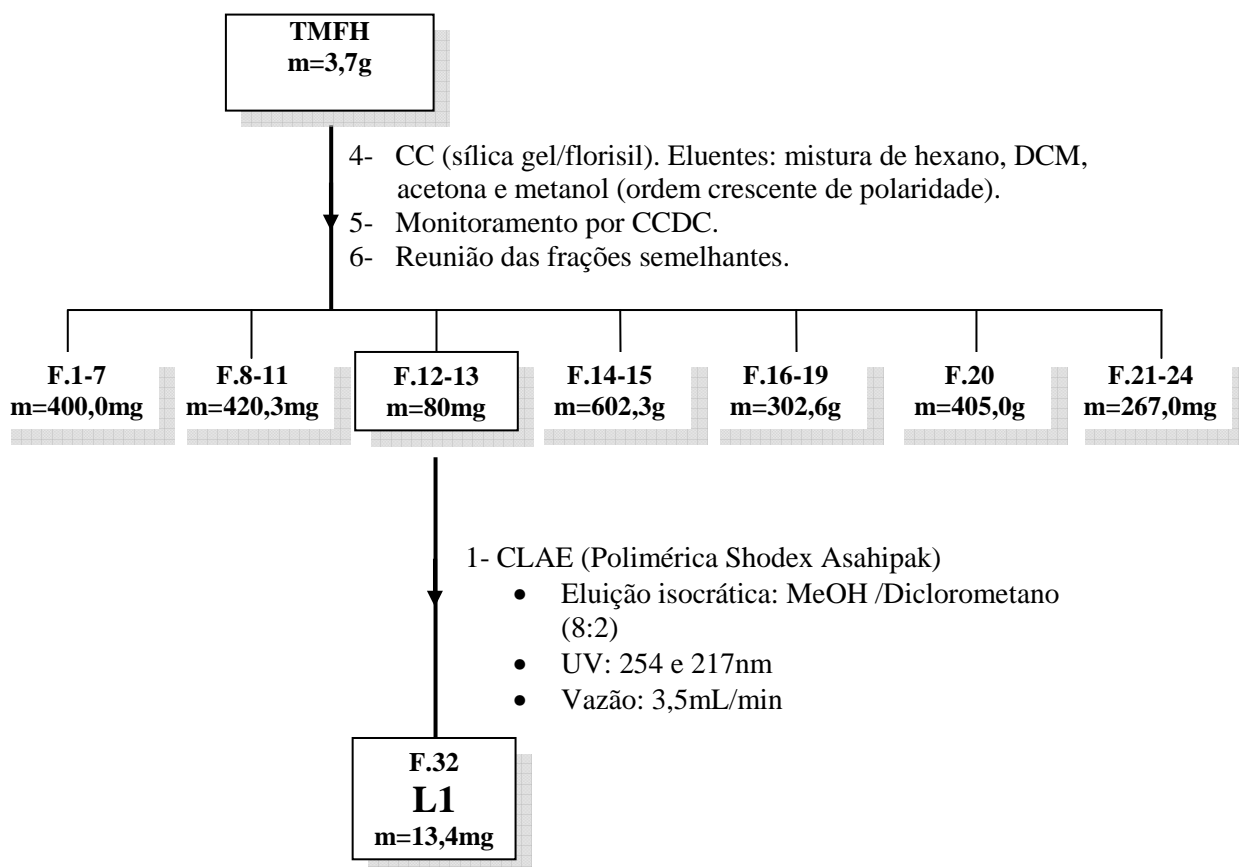 TMFH
m=3,7g
4- CC (sílica gel/florisil). Eluentes: mistura de hexano, DCM,
acetona e metanol (ordem crescente de polaridade).
5- Monitoramento por CCDC.
6- Reunião das frações semelhantes.
F.1-7
m=400,0mg
F.8-11
m=420,3mg
F.12-13
m=80mg
F.14-15
m=602,3g
F.16-19
m=302,6g
F.20
m=405,0g
F.21-24
m=267,0mg
1- CLAE (Polimérica Shodex Asahipak)
• Eluição isocrática: MeOH /Diclorometano
(8:2)
• UV: 254 e 217nm
• Vazão: 3,5mL/min
F.32
L1
m=13,4mg